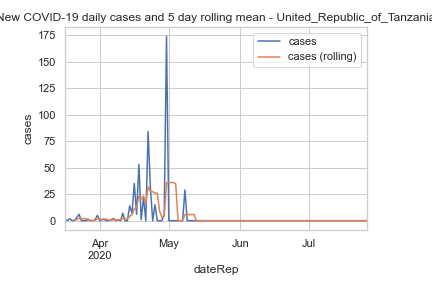 New COVID-19 daily cases and 5 day rolling mean - United_Republic_of_Tanzania
cases
cases (rolling)
175
150
125
100
75
50
25
0
cases
Apr
2020
May
Jun
Jul
dateRep